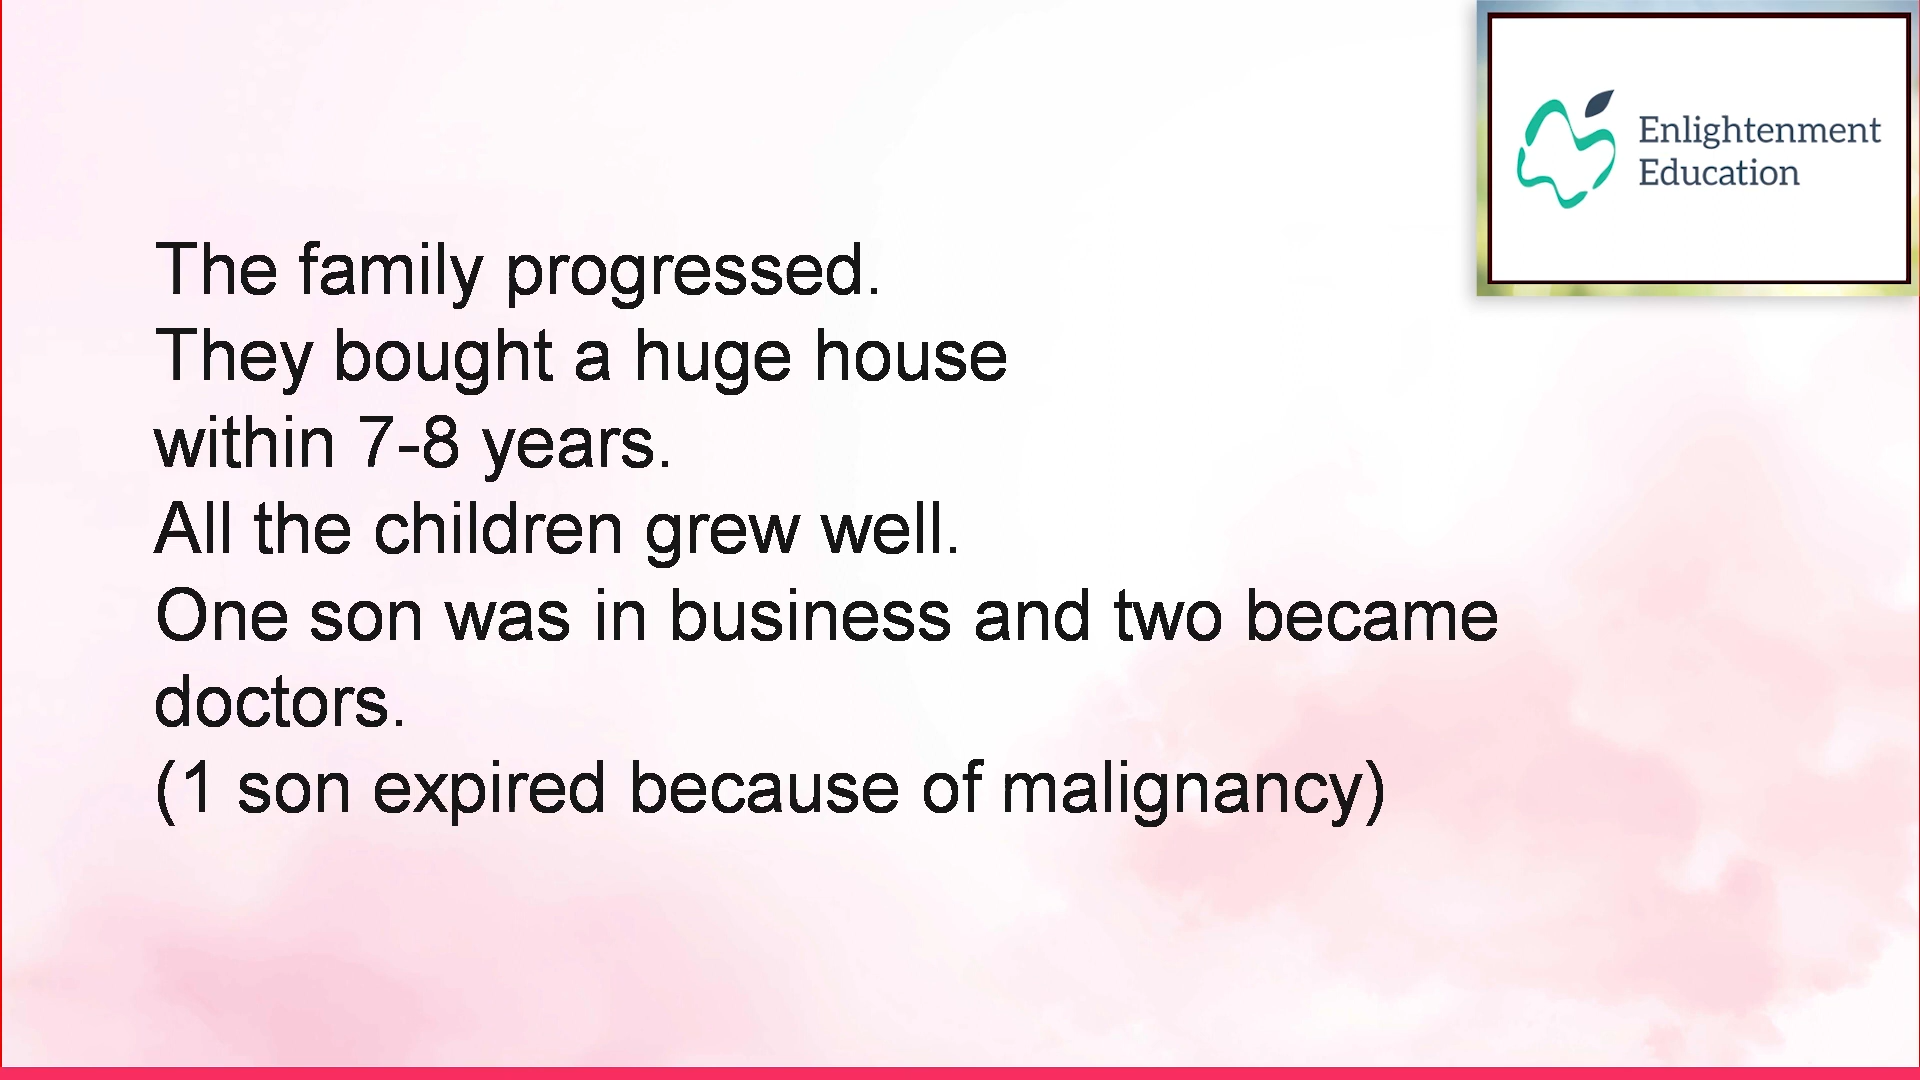 Enlightenment
Education
The family progressed.
They bought a huge house
within 7-8 years.
All the children grew well.
One son was in business and two became
doctors.
(1 son expired because of malignancy)